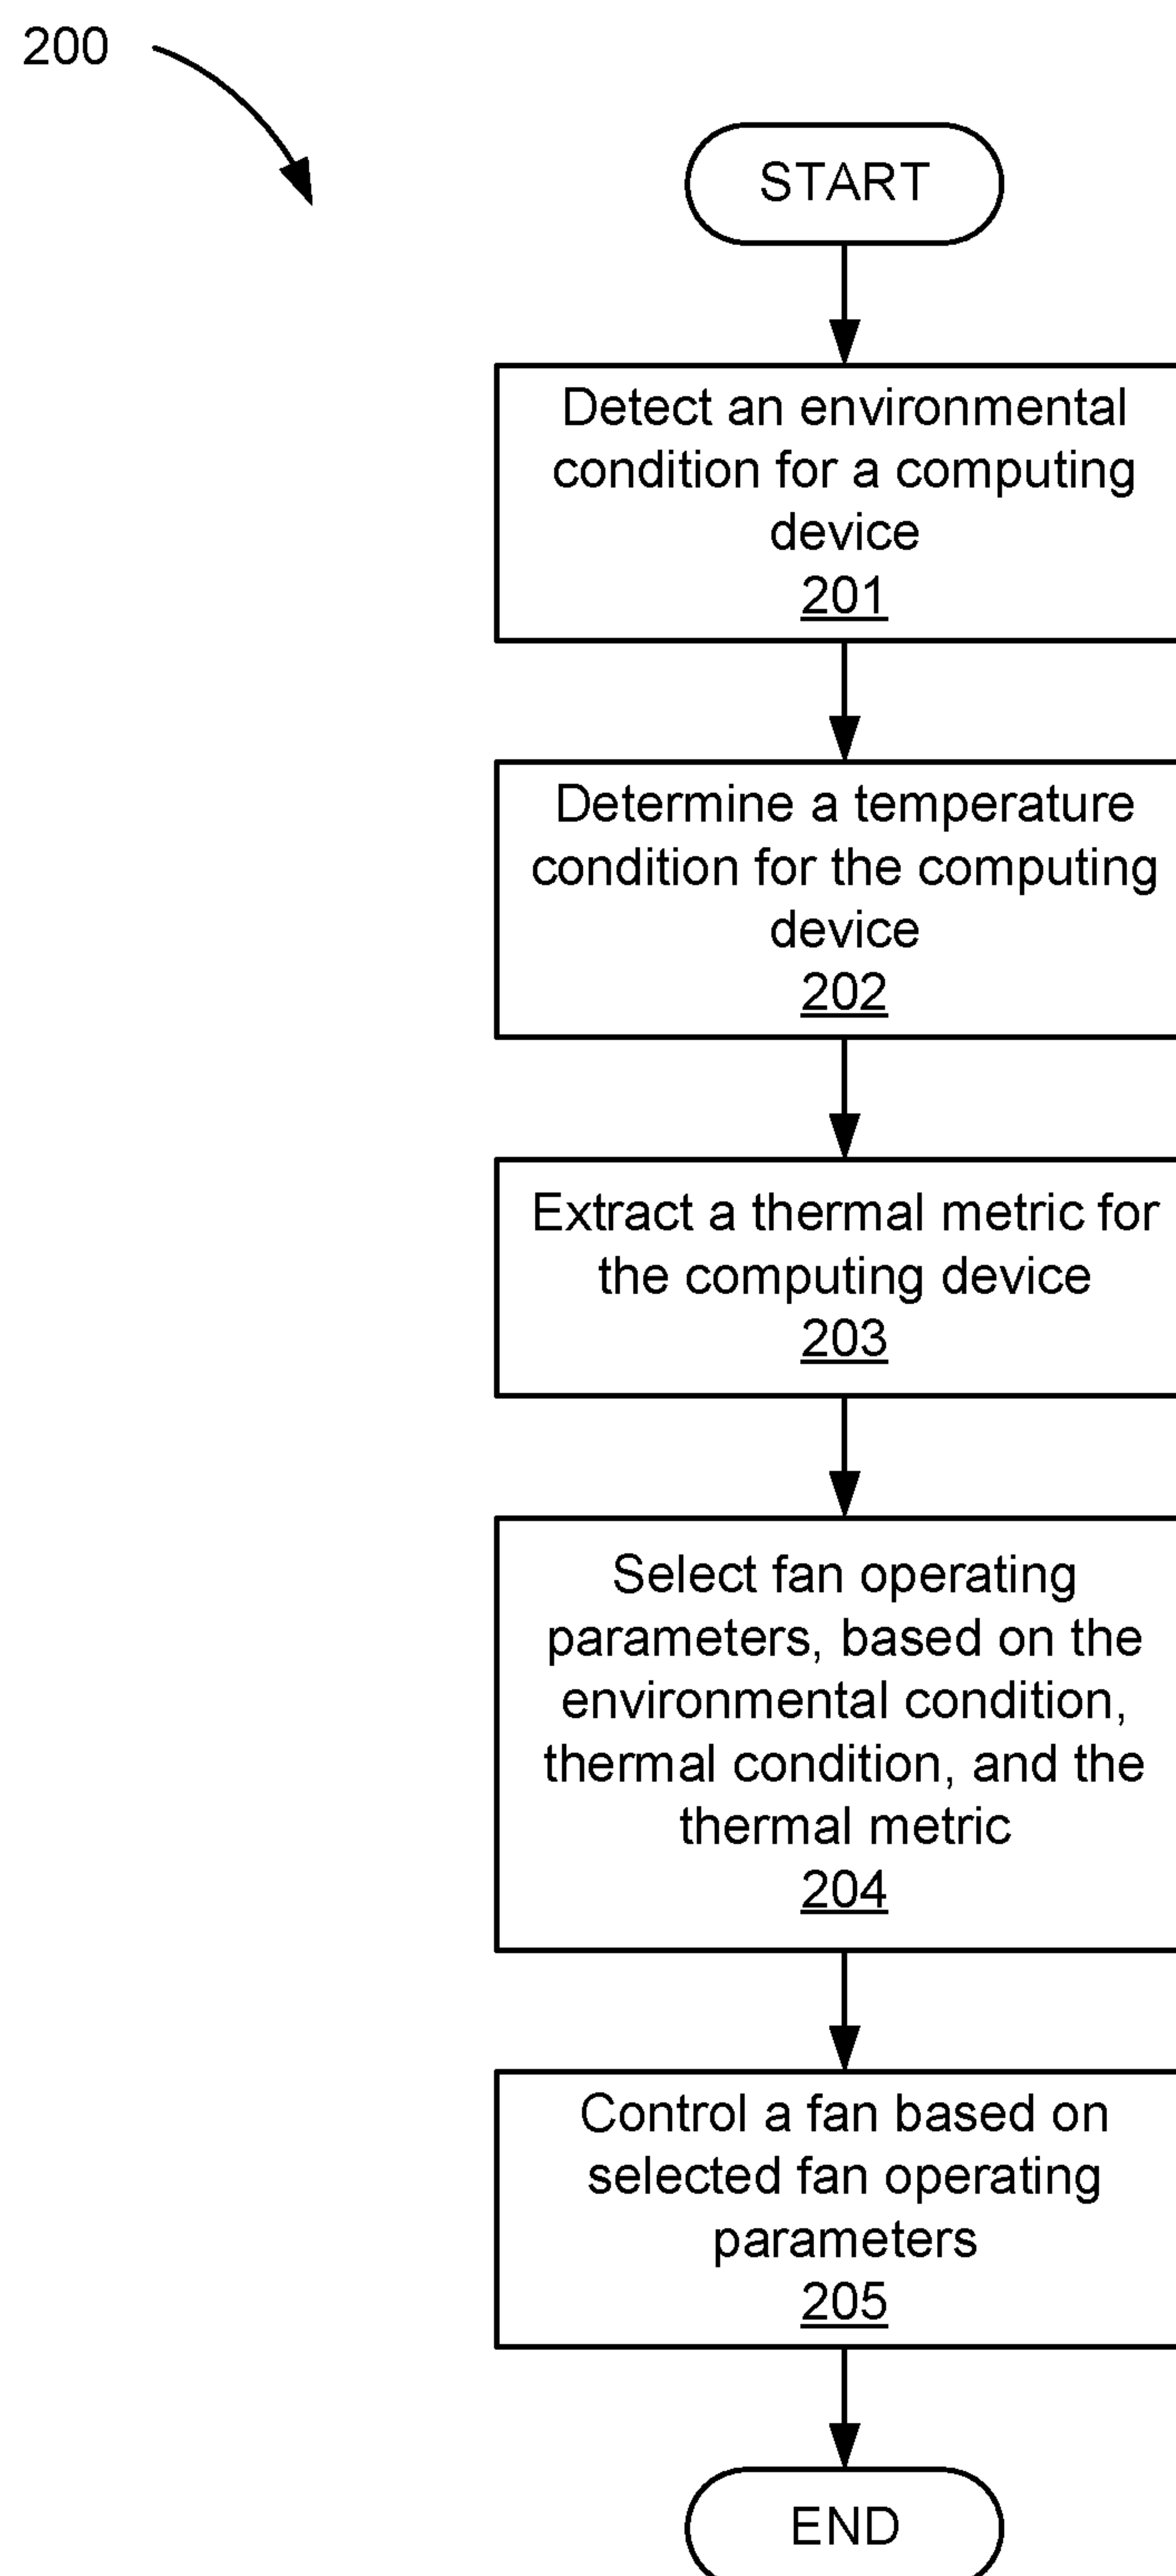 200
START
Detect an environmental
condition for a computing
device
201
Determine a temperature
condition for the computing
device
202
Extract a thermal metric for
the computing device
203
Select fan operating
parameters, based on the
environmental condition,
thermal condition, and the
thermal metric
204
Control a fan based on
selected fan operating
parameters
205
END